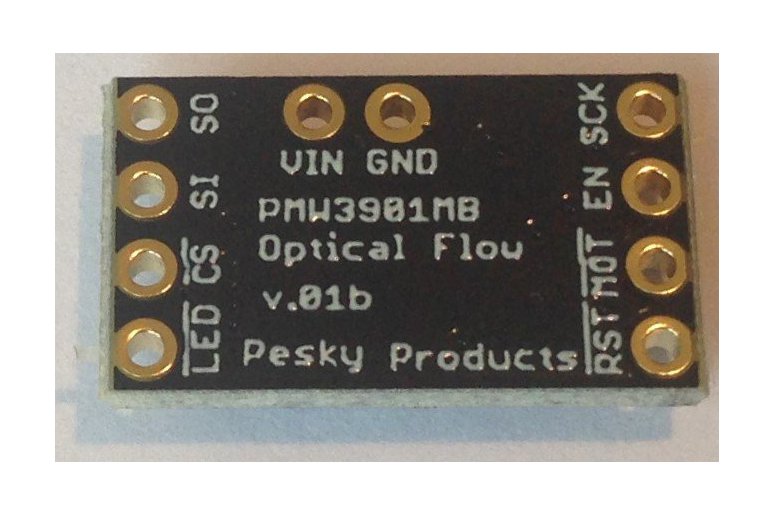 SO
SI
CS
LED
VIN GND
PMW3901MB
Optical Flow
v.01b
Pesky Products
SCK
EN
MOT
RST